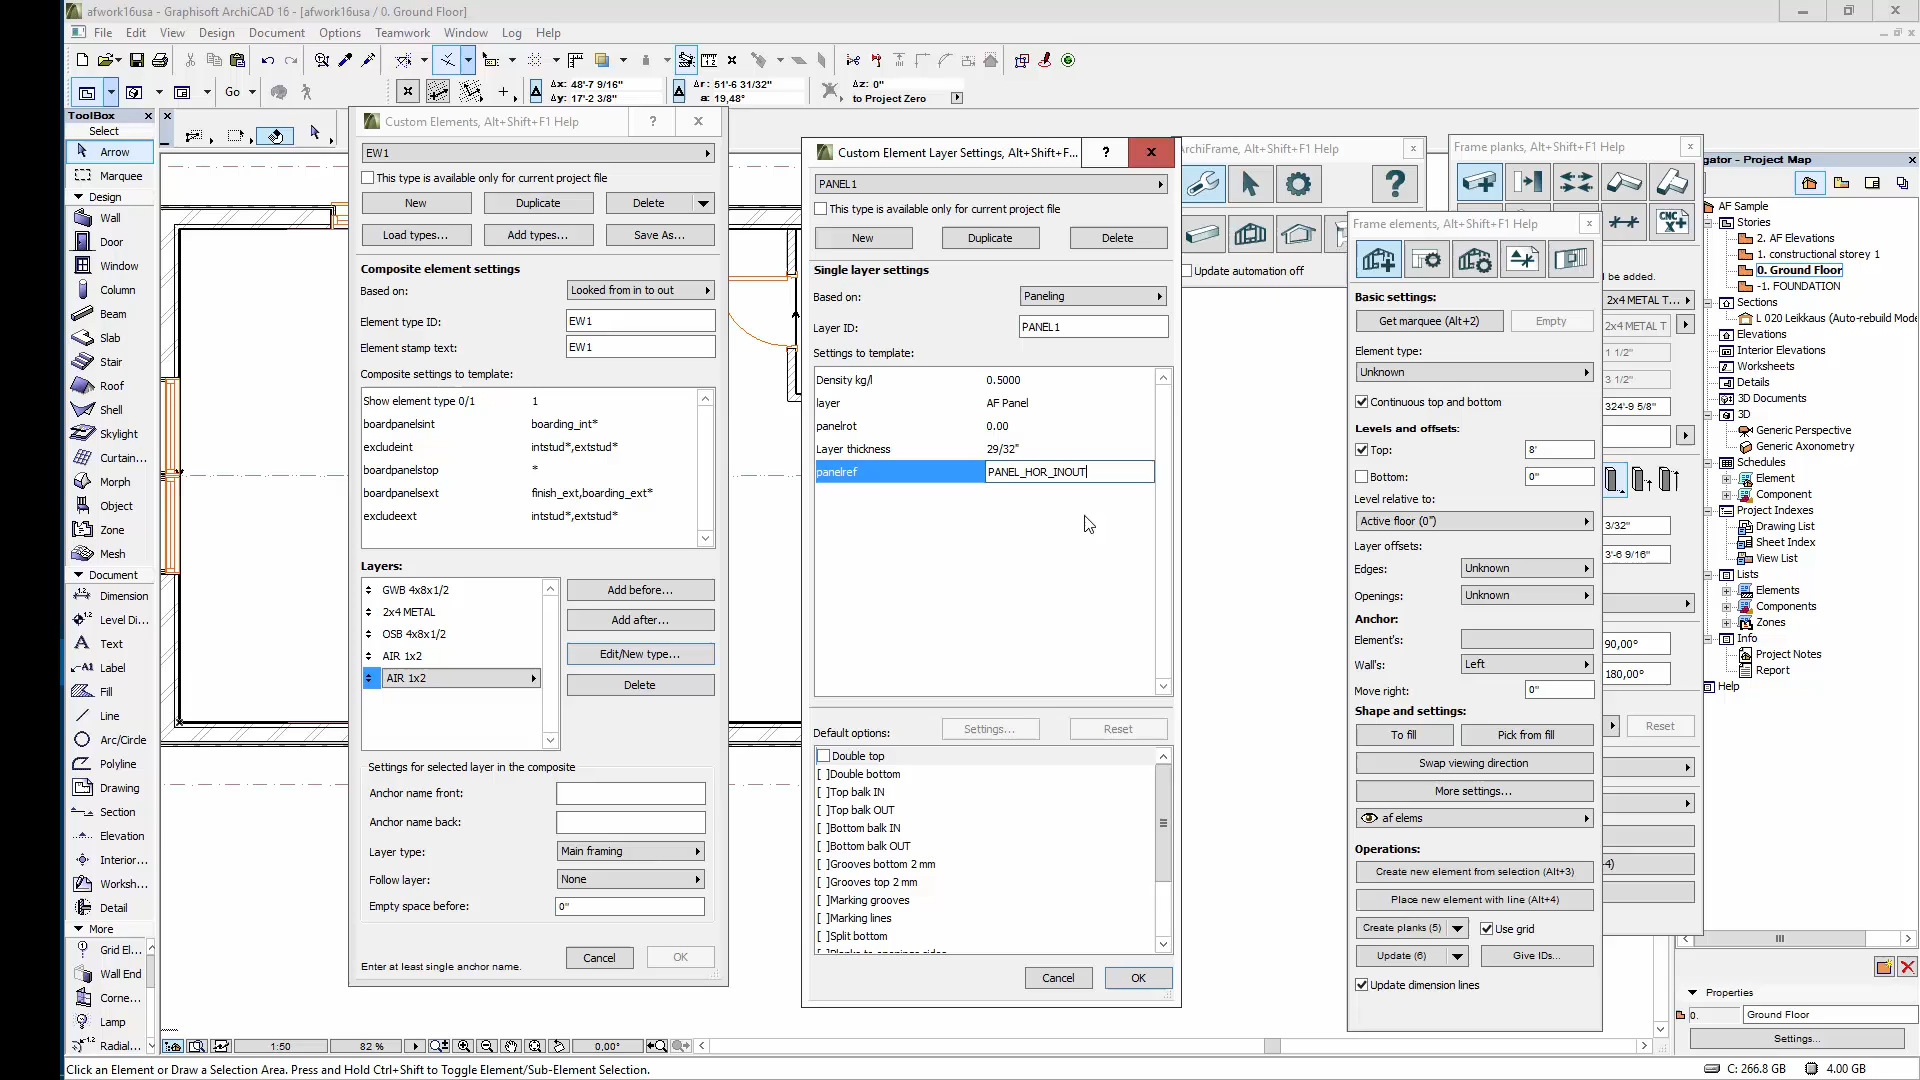 afwork16usa - Graphisoft ArchiCAD 16 - [afwork16usa / 0. Ground Floor]
File Edit View Design Document Options Teamwork Window Log Help
Go
Δx: 48'-7 9/16"
Δy: 17'-2 3/8"
Δr: 51'-6 31/32"
a: 19,48°
Δz: 0"
to Project Zero
ToolBox
Select
Arrow
Marquee
Design
Wall
Door
Window
Column
Beam
Slab
Stair
Roof
Shell
Skylight
Curtain...
Morph
Object
Zone
Mesh
Document
Dimension
Level Di...
Text
Label
Fill
Line
Arc/Circle
Polyline
Drawing
Section
Elevation
Interior...
Worksh...
Detail
More
Grid El...
Wall End
Corne...
Lamp
Radial...
Custom Elements, Alt+Shift+F1 Help
?
EW1
This type is available only for current project file
New
Duplicate
Delete
Load types...
Add types...
Save As...
Composite element settings
Based on:
Looked from in to out
Element type ID:
EW1
Element stamp text:
EW1
Composite settings to template:
Show element type 0/1 1
boardpanelsint boarding_int*
excludeint intstud*,extstud*
boardpanelstop *
boardpanelsext finish_ext,boarding_ext*
excludeext intstud*,extstud*
Layers:
GWB 4x8x1/2
2x4 METAL
OSB 4x8x1/2
AIR 1x2
AIR 1x2
Add before...
Add after...
Edit/New type...
Delete
Settings for selected layer in the composite
Anchor name front:
Anchor name back:
Layer type:
Main framing
Follow layer:
None
Empty space before:
0"
Enter at least single anchor name.
Cancel
OK
Custom Element Layer Settings, Alt+Shift+F...
?
PANEL1
This type is available only for current project file
New
Duplicate
Delete
Single layer settings
Based on:
Paneling
Layer ID:
PANEL1
Settings to template:
Density kg/l 0.5000
layer AF Panel
panelrot 0.00
Layer thickness 29/32"
panelref PANEL_HOR_INOUT
Default options:
Settings...
Reset
Double top
[ ]Double bottom
[ ]Top balk IN
[ ]Top balk OUT
[ ]Bottom balk IN
[ ]Bottom balk OUT
[ ]Grooves bottom 2 mm
[ ]Grooves top 2 mm
[ ]Marking grooves
[ ]Marking lines
[ ]Split bottom
Cancel
OK
ArchiFrame, Alt+Shift+F1 Help
?
Update automation off
Frame planks, Alt+Shift+F1 Help
CNC
be added.
2x4 METAL T...
2x4 METAL T
1 1/2"
3 1/2"
324'-9 5/8"
3/32"
3'-6 9/16"
90,00°
180,00°
Reset
-4)
Frame elements, Alt+Shift+F1 Help
Basic settings:
Get marquee (Alt+2)
Empty
Element type:
Unknown
Continuous top and bottom
Levels and offsets:
Top:
8'
Bottom:
0"
Level relative to:
Active floor (0")
Layer offsets:
Edges:
Unknown
Openings:
Unknown
Anchor:
Element's:
Wall's:
Left
Move right:
0"
Shape and settings:
To fill
Pick from fill
Swap viewing direction
More settings...
af elems
Operations:
Create new element from selection (Alt+3)
Place new element with line (Alt+4)
Create planks (5)
Use grid
Update (6)
Give IDs...
Update dimension lines
gator - Project Map
AF Sample
Stories
2. AF Elevations
1. constructional storey 1
0. Ground Floor
-1. FOUNDATION
Sections
L 020 Leikkaus (Auto-rebuild Mode
Elevations
Interior Elevations
Worksheets
Details
3D Documents
3D
Generic Perspective
Generic Axonometry
Schedules
Element
Component
Project Indexes
Drawing List
Sheet Index
View List
Lists
Elements
Components
Zones
Info
Project Notes
Report
Help
Properties
0.
Ground Floor
Settings...
1:50
82 %
0,00°
Click an Element or Draw a Selection Area. Press and Hold Ctrl+Shift to Toggle Element/Sub-Element Selection.
C: 266.8 GB
4.00 GB